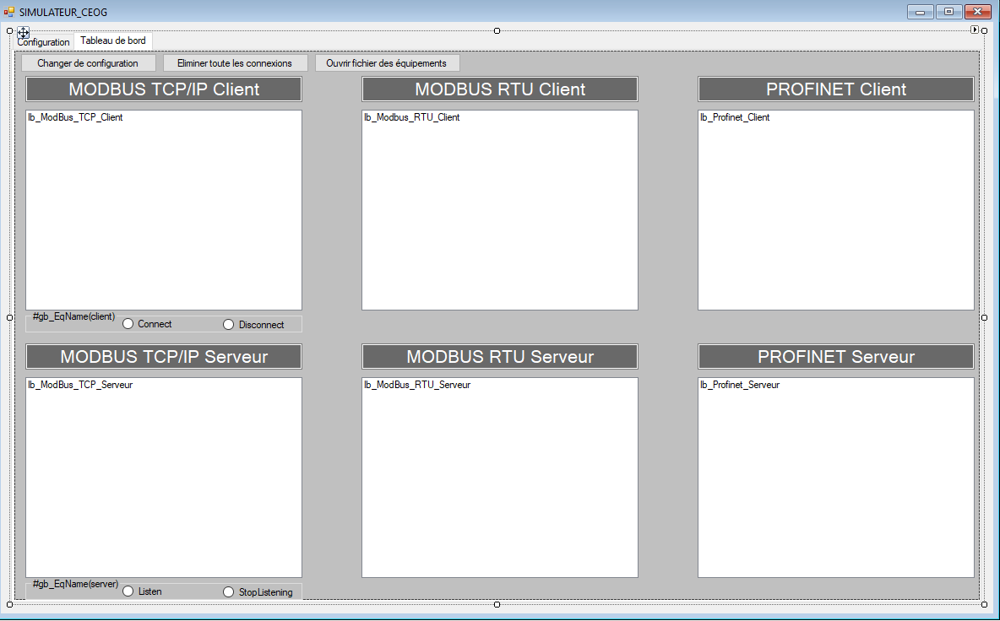 SIMULATEUR_CEOG
Configuration Tableau de bord
Changer de configuration Eliminer toute les connexions Ouvrir fichier des équipements
MODBUS TCP/IP Client MODBUS RTU Client PROFINET Client
lb_ModBus_TCP_Client lb_Modbus_RTU_Client lb_Profinet_Client
#gb_EqName(client) Connect Disconnect
MODBUS TCP/IP Serveur MODBUS RTU Serveur PROFINET Serveur
lb_ModBus_TCP_Serveur lb_ModBus_RTU_Serveur lb_Profinet_Serveur
#gb_EqName(server) Listen StopListening